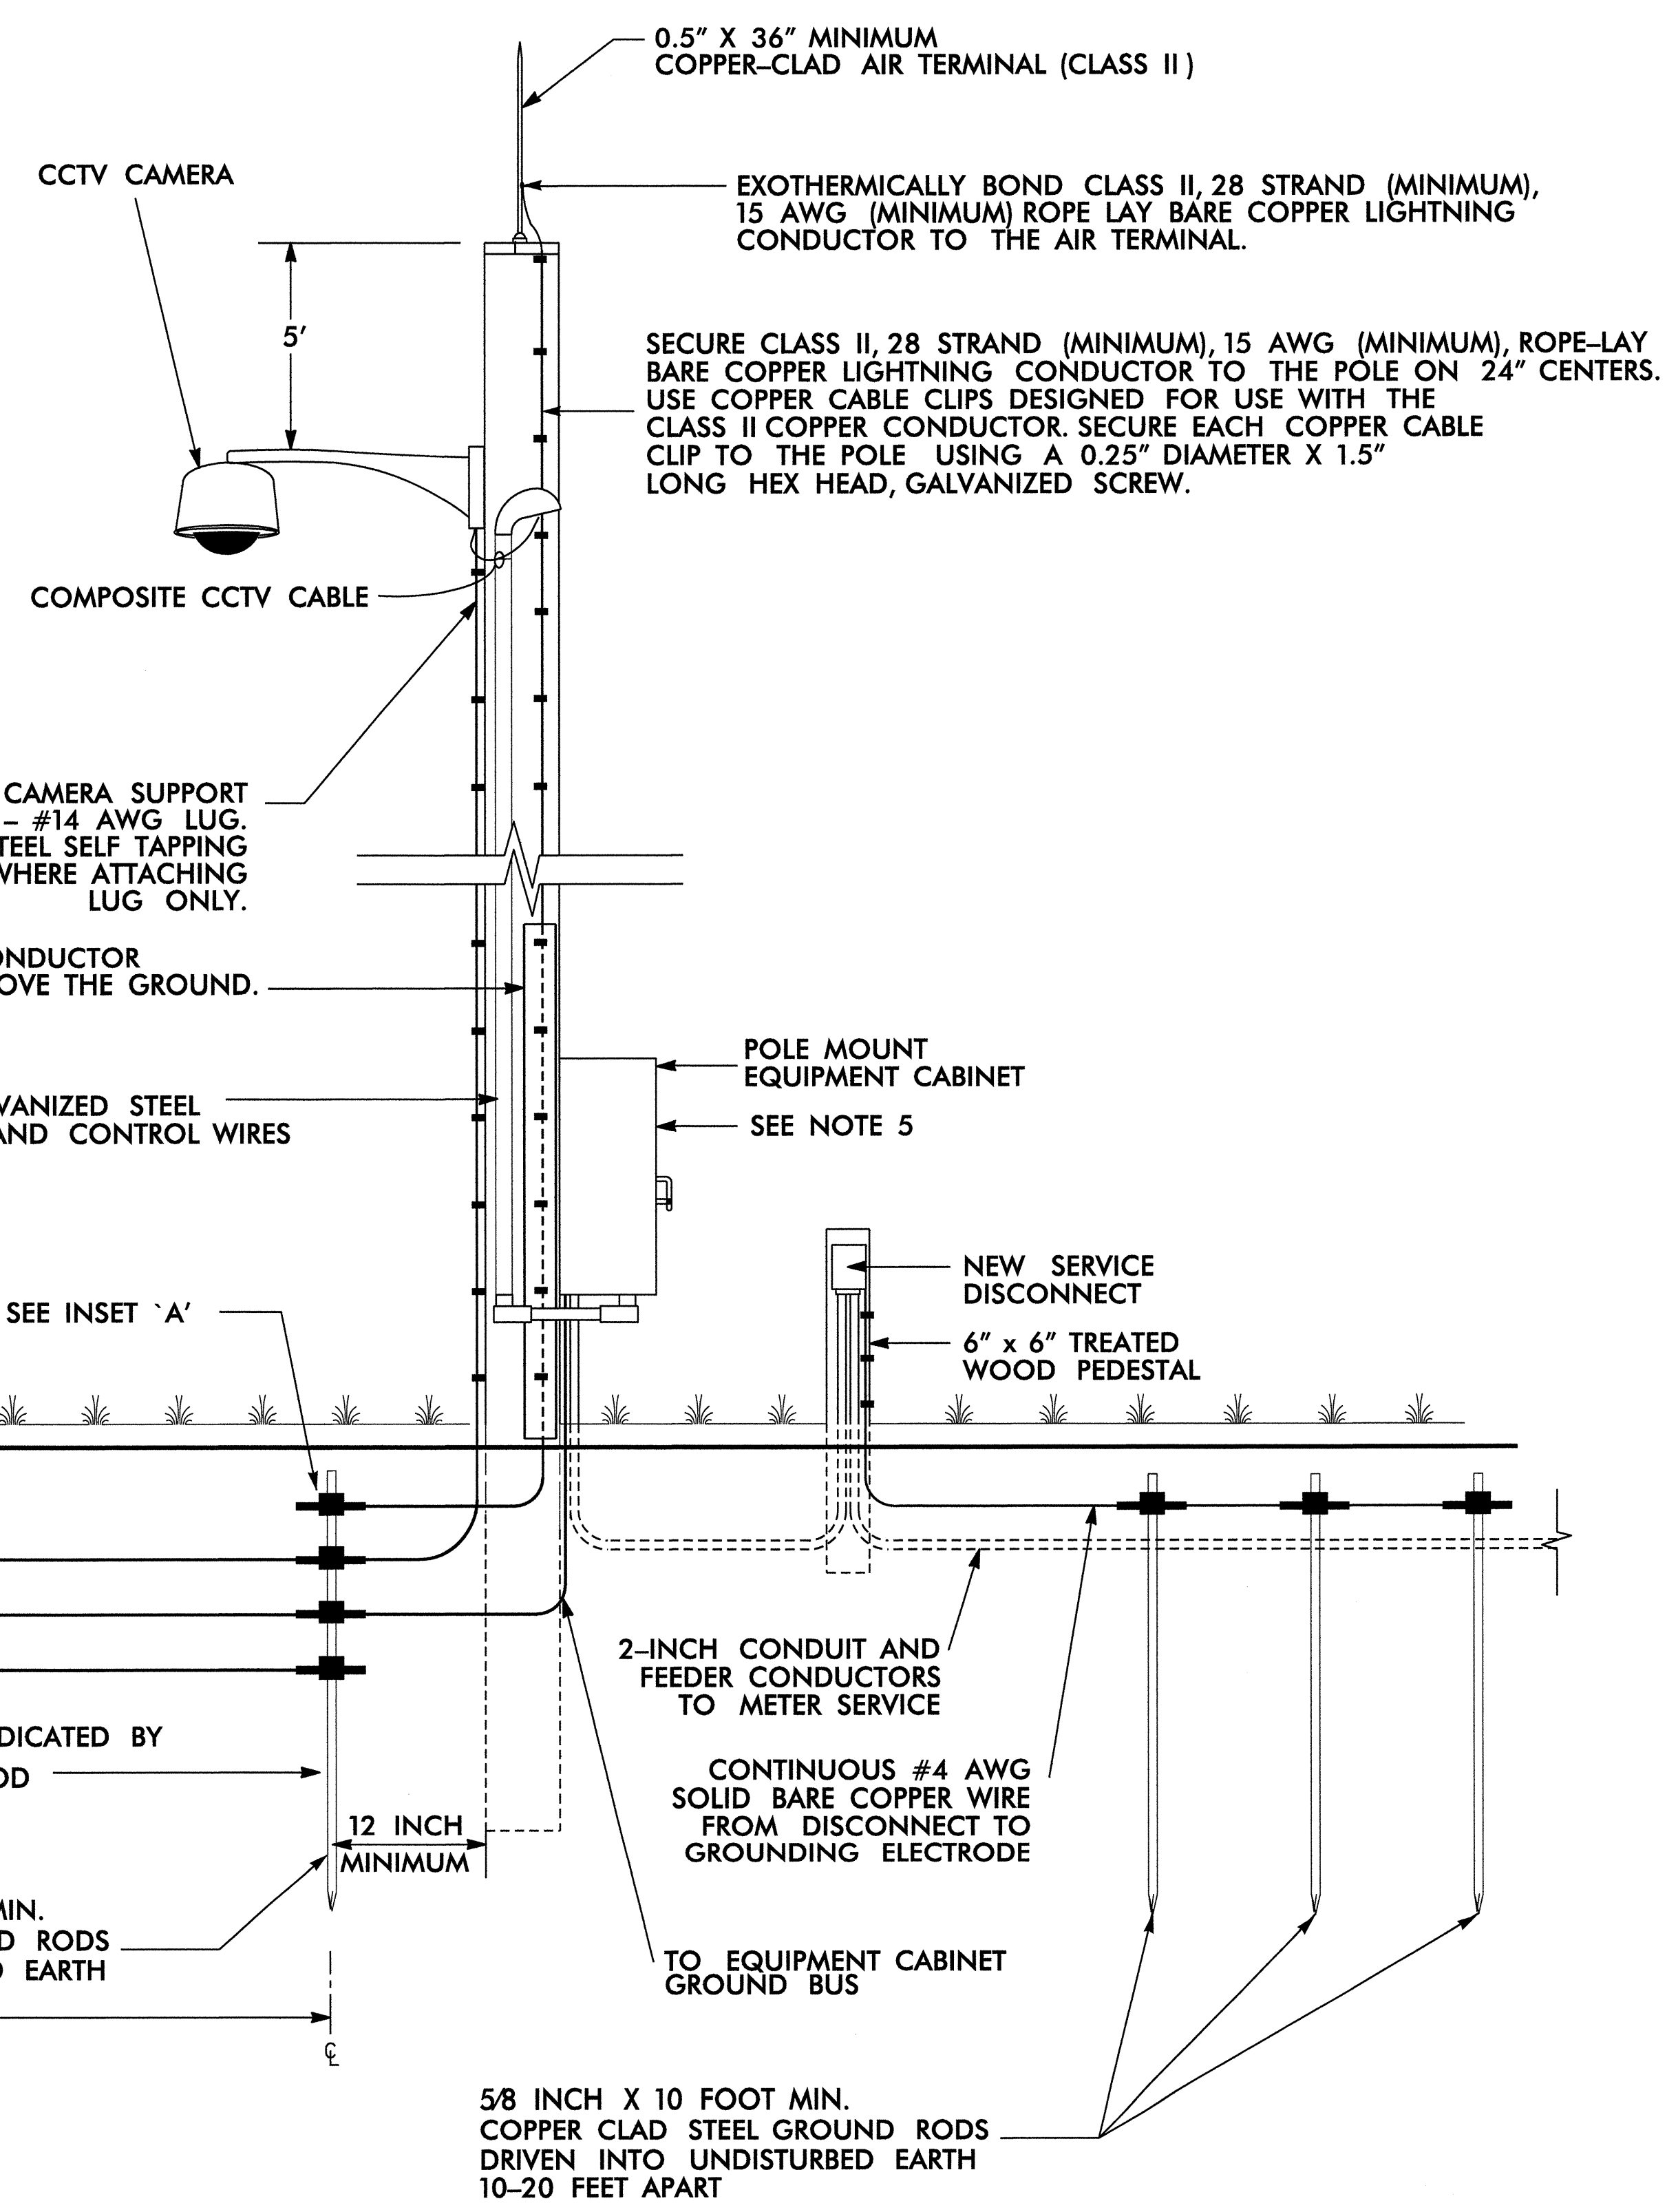 0.5" X 36" MINIMUM
COPPER-CLAD AIR TERMINAL (CLASS II)
CCTV CAMERA
EXOTHERMICALLY BOND CLASS II, 28 STRAND (MINIMUM),
15 AWG (MINIMUM) ROPE LAY BARE COPPER LIGHTNING
CONDUCTOR TO THE AIR TERMINAL.
5'
SECURE CLASS II, 28 STRAND (MINIMUM), 15 AWG (MINIMUM), ROPE-LAY
BARE COPPER LIGHTNING CONDUCTOR TO THE POLE ON 24" CENTERS.
USE COPPER CABLE CLIPS DESIGNED FOR USE WITH THE
CLASS II COPPER CONDUCTOR. SECURE EACH COPPER CABLE
CLIP TO THE POLE USING A 0.25" DIAMETER X 1.5"
LONG HEX HEAD, GALVANIZED SCREW.
COMPOSITE CCTV CABLE
CAMERA SUPPORT
– #14 AWG LUG.
TEEL SELF TAPPING
WHERE ATTACHING
LUG ONLY.
ONDUCTOR
OVE THE GROUND.
POLE MOUNT
EQUIPMENT CABINET
VANIZED STEEL
AND CONTROL WIRES
SEE NOTE 5
NEW SERVICE
DISCONNECT
SEE INSET `A'
6" x 6" TREATED
WOOD PEDESTAL
2-INCH CONDUIT AND
FEEDER CONDUCTORS
TO METER SERVICE
DICATED BY
OD
CONTINUOUS #4 AWG
SOLID BARE COPPER WIRE
FROM DISCONNECT TO
GROUNDING ELECTRODE
12 INCH
MINIMUM
MIN.
D RODS
EARTH
TO EQUIPMENT CABINET
GROUND BUS
℄
5/8 INCH X 10 FOOT MIN.
COPPER CLAD STEEL GROUND RODS
DRIVEN INTO UNDISTURBED EARTH
10-20 FEET APART